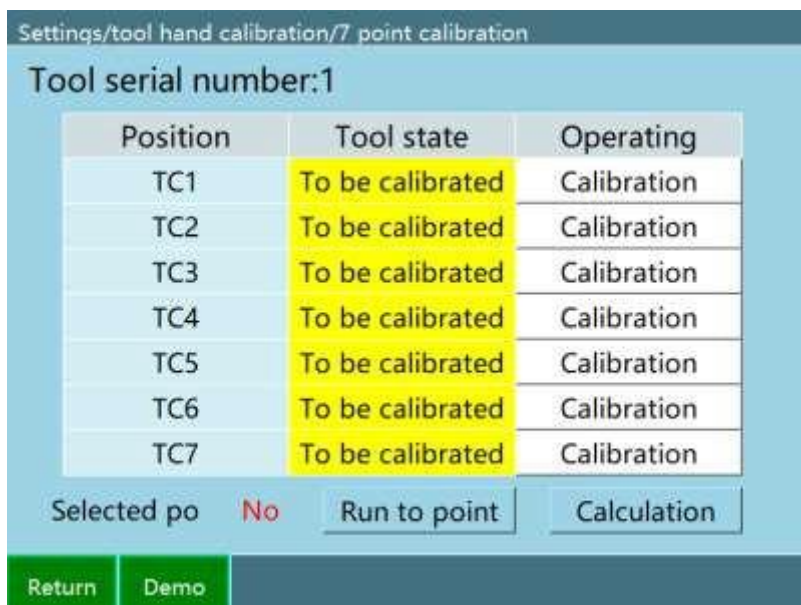 Settings/tool hand calibration/7 point calibration
Tool serial number:1
Position Tool state Operating
TC1 To be calibrated Calibration
TC2 To be calibrated Calibration
TC3 To be calibrated Calibration
TC4 To be calibrated Calibration
TC5 To be calibrated Calibration
TC6 To be calibrated Calibration
TC7 To be calibrated Calibration
Selected po No Run to point Calculation
Return Demo